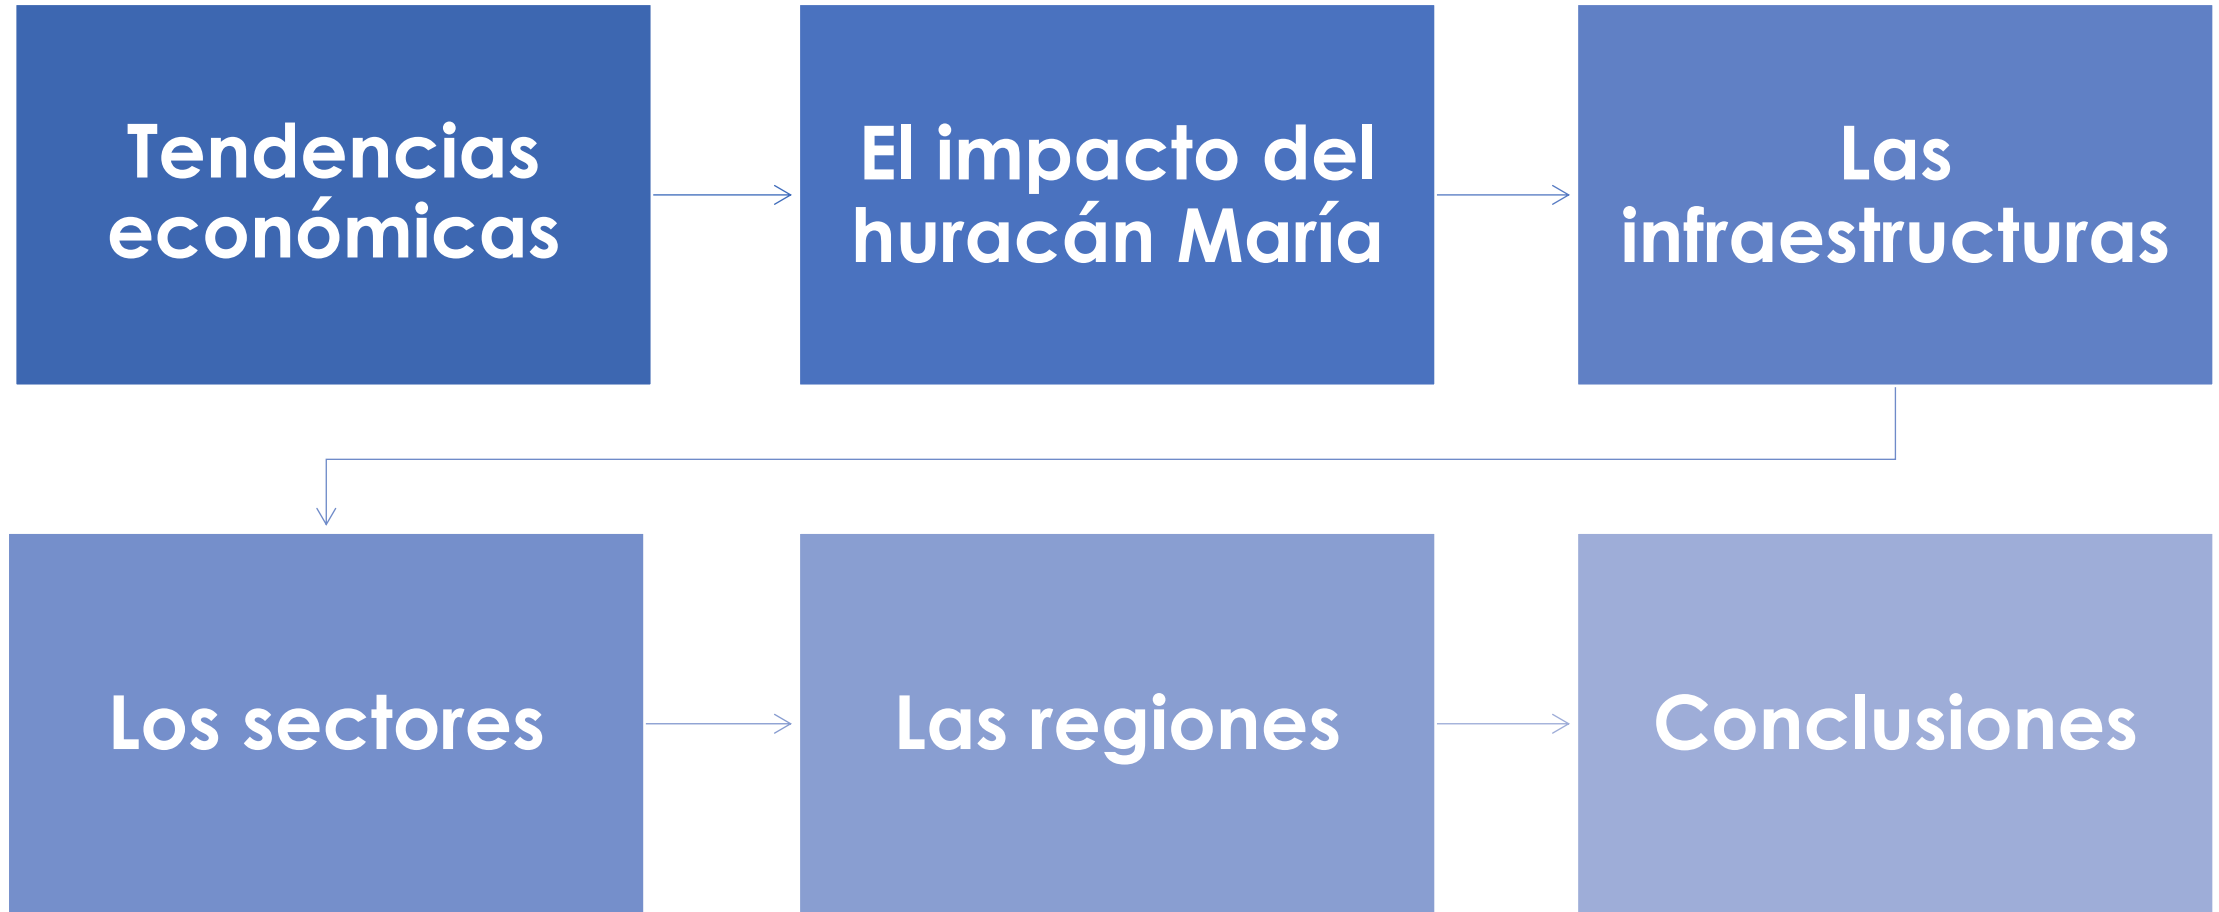 Tendencias
económicas
El impacto del
huracán María
Las
infraestructuras
Los sectores
Las regiones
Conclusiones